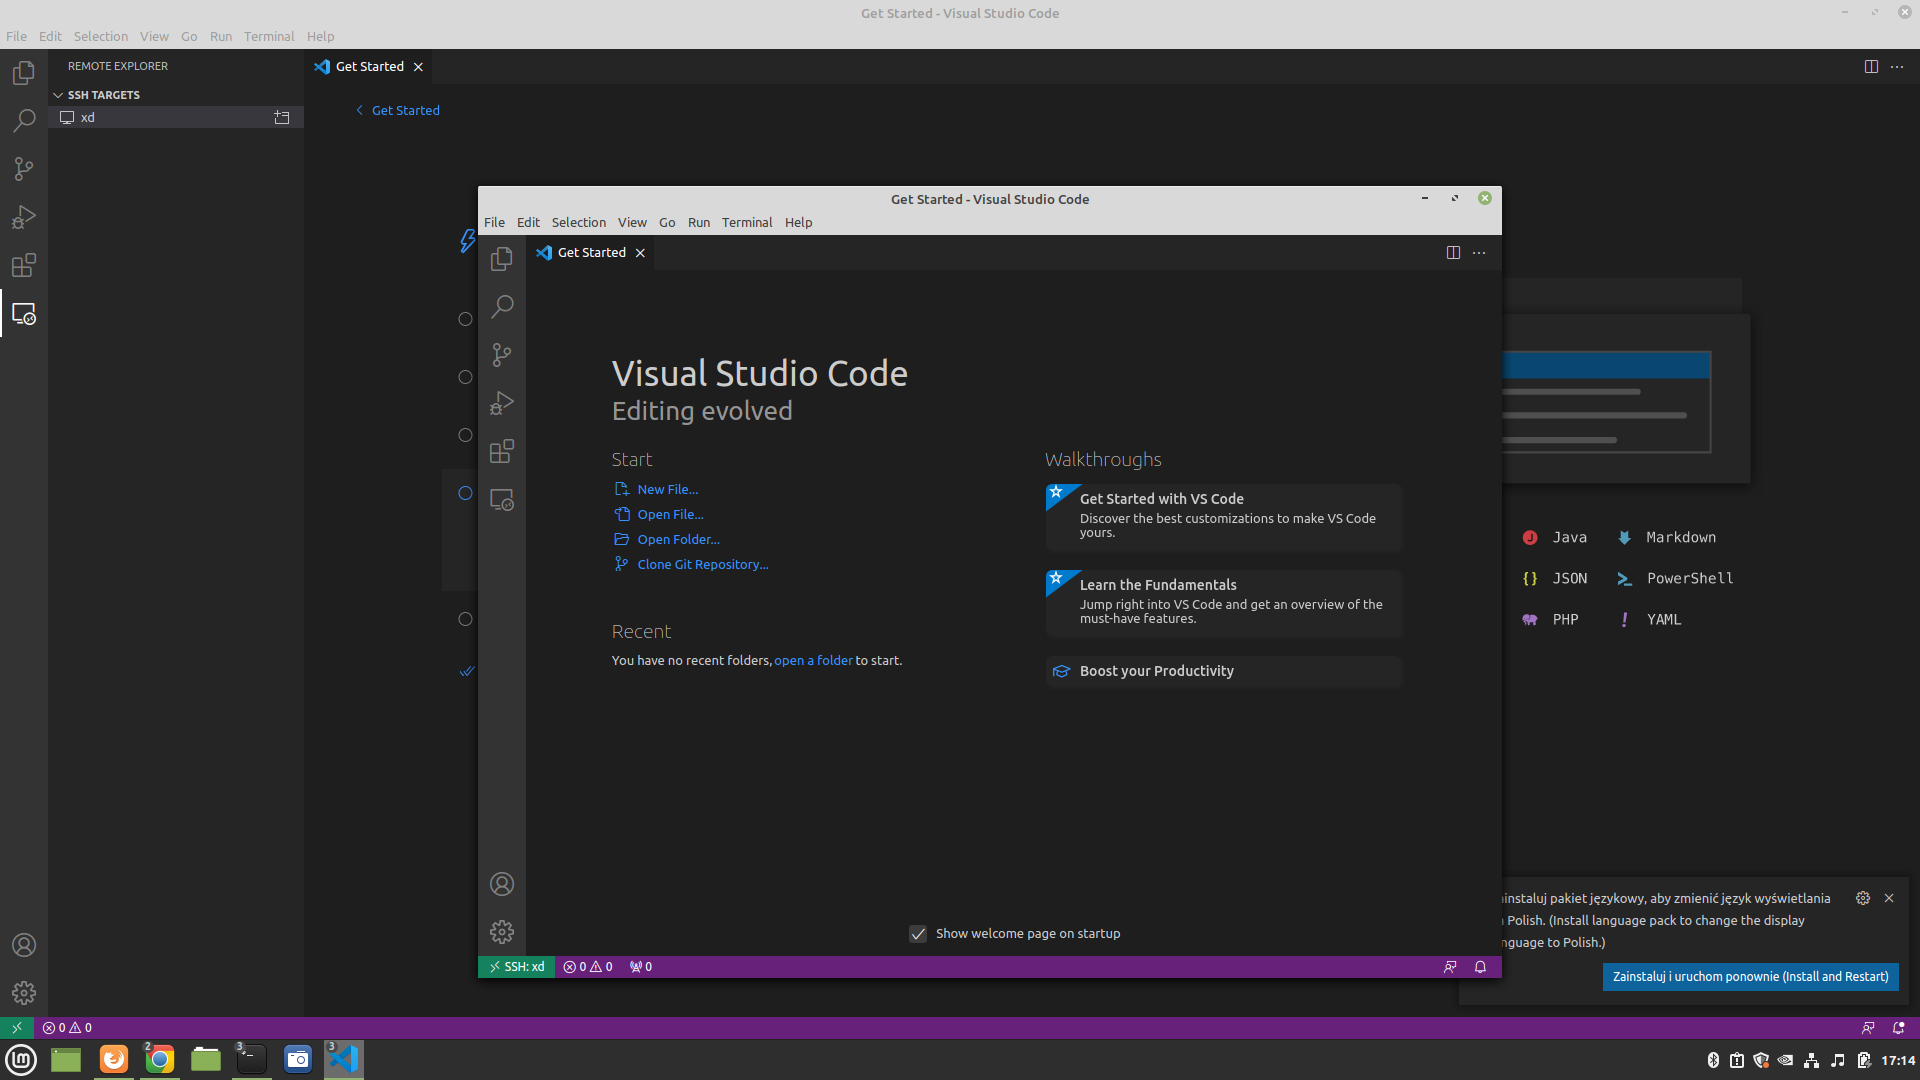 Get Started - Visual Studio Code
File Edit Selection View Go Run Terminal Help
REMOTE EXPLORER
SSH TARGETS
xd
Get Started
Get Started
Get Started - Visual Studio Code
File Edit Selection View Go Run Terminal Help
Get Started
Visual Studio Code
Editing evolved
Start
New File...
Open File...
Open Folder...
Clone Git Repository...
Recent
You have no recent folders, open a folder to start.
Walkthroughs
Get Started with VS Code
Discover the best customizations to make VS Code
yours.
Learn the Fundamentals
Jump right into VS Code and get an overview of the
must-have features.
Boost your Productivity
Show welcome page on startup
SSH: xd 0 0 0
Java Markdown
{} JSON PowerShell
PHP ! YAML
pakiet językowy, aby zmienić język wyświetlania
Polish. (Install language pack to change the display
to Polish.)
Zainstaluj i uruchom ponownie (Install and Restart)
0 0
2 3 3
17:14